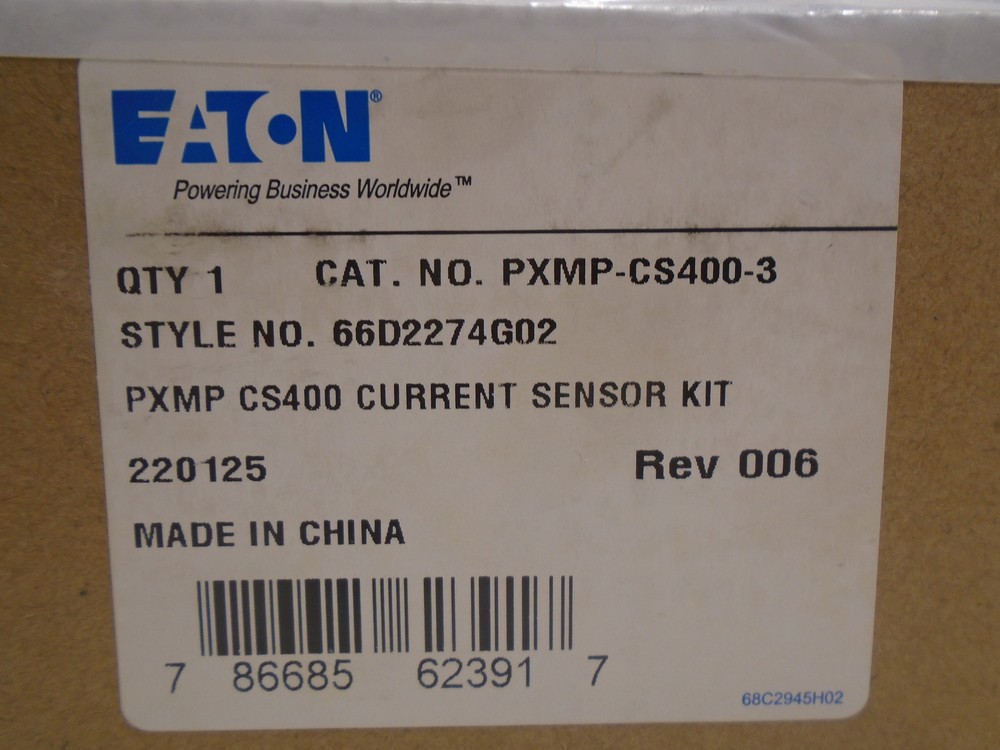 EATON®
Powering Business Worldwide™
QTY 1 CAT. NO. PXMP-CS400-3
STYLE NO. 66D2274G02
PXMP CS400 CURRENT SENSOR KIT
220125 Rev 006
MADE IN CHINA
7 86685 62391 7
68C2945H02